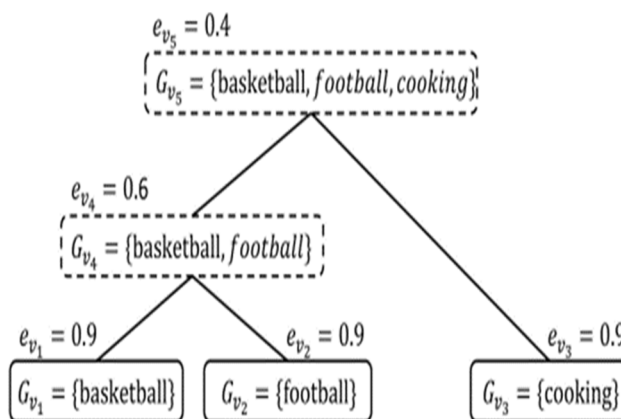 e_{v_5} = 0.4
G_{v_5} = {basketball, football, cooking}
e_{v_4} = 0.6
G_{v_4} = {basketball, football}
e_{v_1} = 0.9
e_{v_2} = 0.9
e_{v_3} = 0.9
G_{v_1} = {basketball}
G_{v_2} = {football}
G_{v_3} = {cooking}